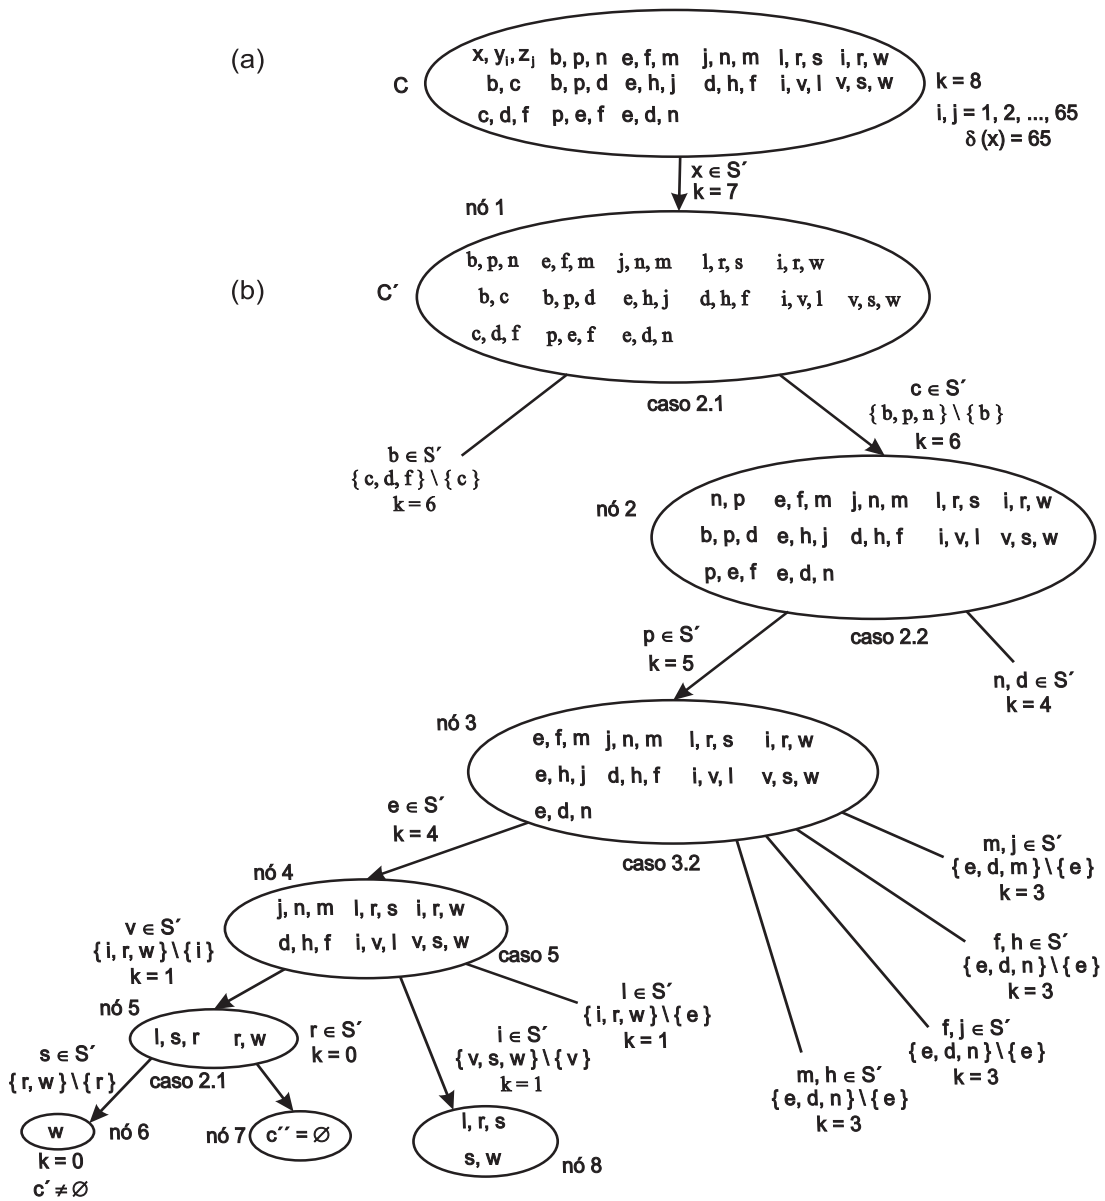 (a)
C
x, yi, zj b, p, n e, f, m j, n, m l, r, s i, r, w
b, c b, p, d e, h, j d, h, f i, v, l v, s, w
c, d, f p, e, f e, d, n
k = 8
i, j = 1, 2, ..., 65
δ (x) = 65
x ∈ S´
k = 7
nó 1
(b)
C´
b, p, n e, f, m j, n, m l, r, s i, r, w
b, c b, p, d e, h, j d, h, f i, v, l v, s, w
c, d, f p, e, f e, d, n
caso 2.1
b ∈ S´
{ c, d, f } \ { c }
k = 6
c ∈ S´
{ b, p, n } \ { b }
k = 6
nó 2
n, p e, f, m j, n, m l, r, s i, r, w
b, p, d e, h, j d, h, f i, v, l v, s, w
p, e, f e, d, n
caso 2.2
p ∈ S´
k = 5
n, d ∈ S´
k = 4
nó 3
e, f, m j, n, m l, r, s i, r, w
e, h, j d, h, f i, v, l v, s, w
e, d, n
caso 3.2
e ∈ S´
k = 4
m, j ∈ S´
{ e, d, m } \ { e }
k = 3
f, h ∈ S´
{ e, d, n } \ { e }
k = 3
f, j ∈ S´
{ e, d, n } \ { e }
k = 3
m, h ∈ S´
{ e, d, n } \ { e }
k = 3
nó 4
j, n, m l, r, s i, r, w
d, h, f i, v, l v, s, w
caso 5
v ∈ S´
{ i, r, w } \ { i }
k = 1
l ∈ S´
{ i, r, w } \ { e }
k = 1
i ∈ S´
{ v, s, w } \ { v }
k = 1
nó 5
l, s, r r, w
caso 2.1
r ∈ S´
k = 0
s ∈ S´
{ r, w } \ { r }
w
nó 6
k = 0
c´ ≠ ∅
nó 7
c´´ = ∅
l, r, s
s, w
nó 8